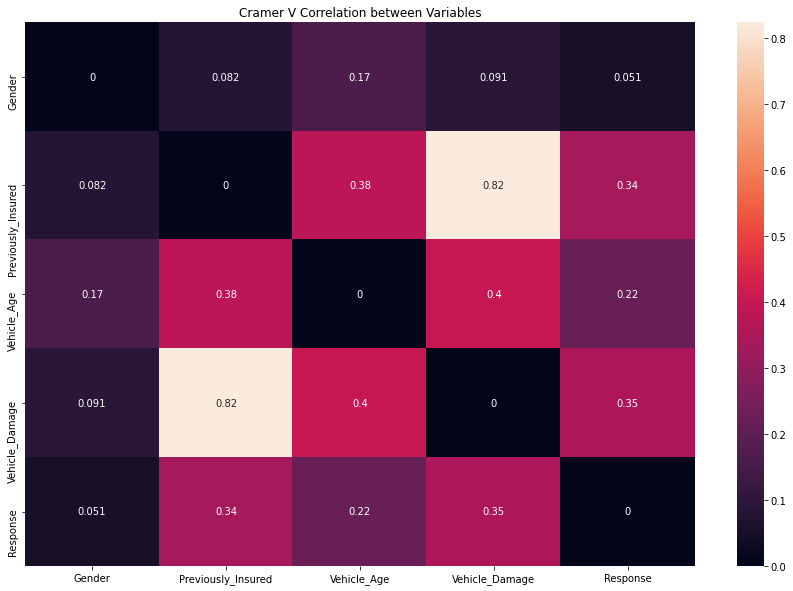 Cramer V Correlation between Variables
Gender
0 0.082 0.17 0.091 0.051
Previously_Insured
0.082 0 0.38 0.82 0.34
Vehicle_Age
0.17 0.38 0 0.4 0.22
Vehicle_Damage
0.091 0.82 0.4 0 0.35
Response
0.051 0.34 0.22 0.35 0
Gender Previously_Insured Vehicle_Age Vehicle_Damage Response
0.8
0.7
0.6
0.5
0.4
0.3
0.2
0.1
0.0